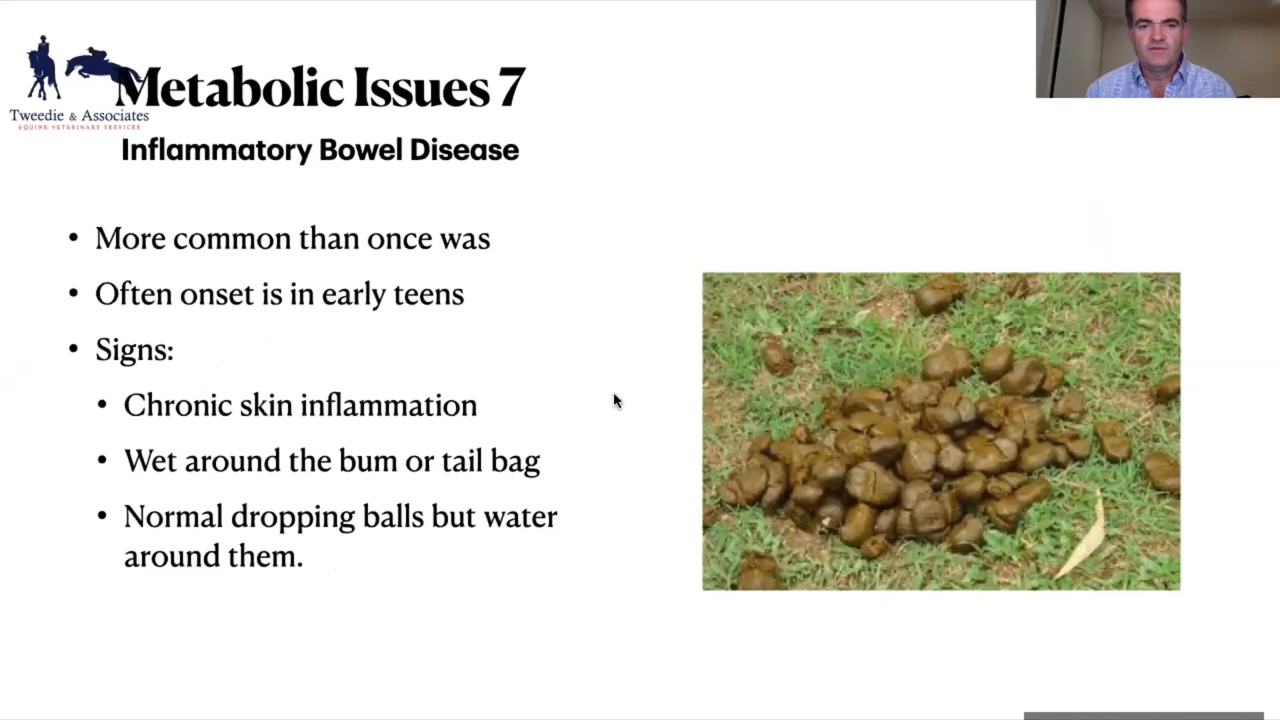 Metabolic Issues 7
Tweedie & Associates
EQUINE VETERINARY SERVICES
Inflammatory Bowel Disease
• More common than once was
• Often onset is in early teens
• Signs:
• Chronic skin inflammation
• Wet around the bum or tail bag
• Normal dropping balls but water
around them.